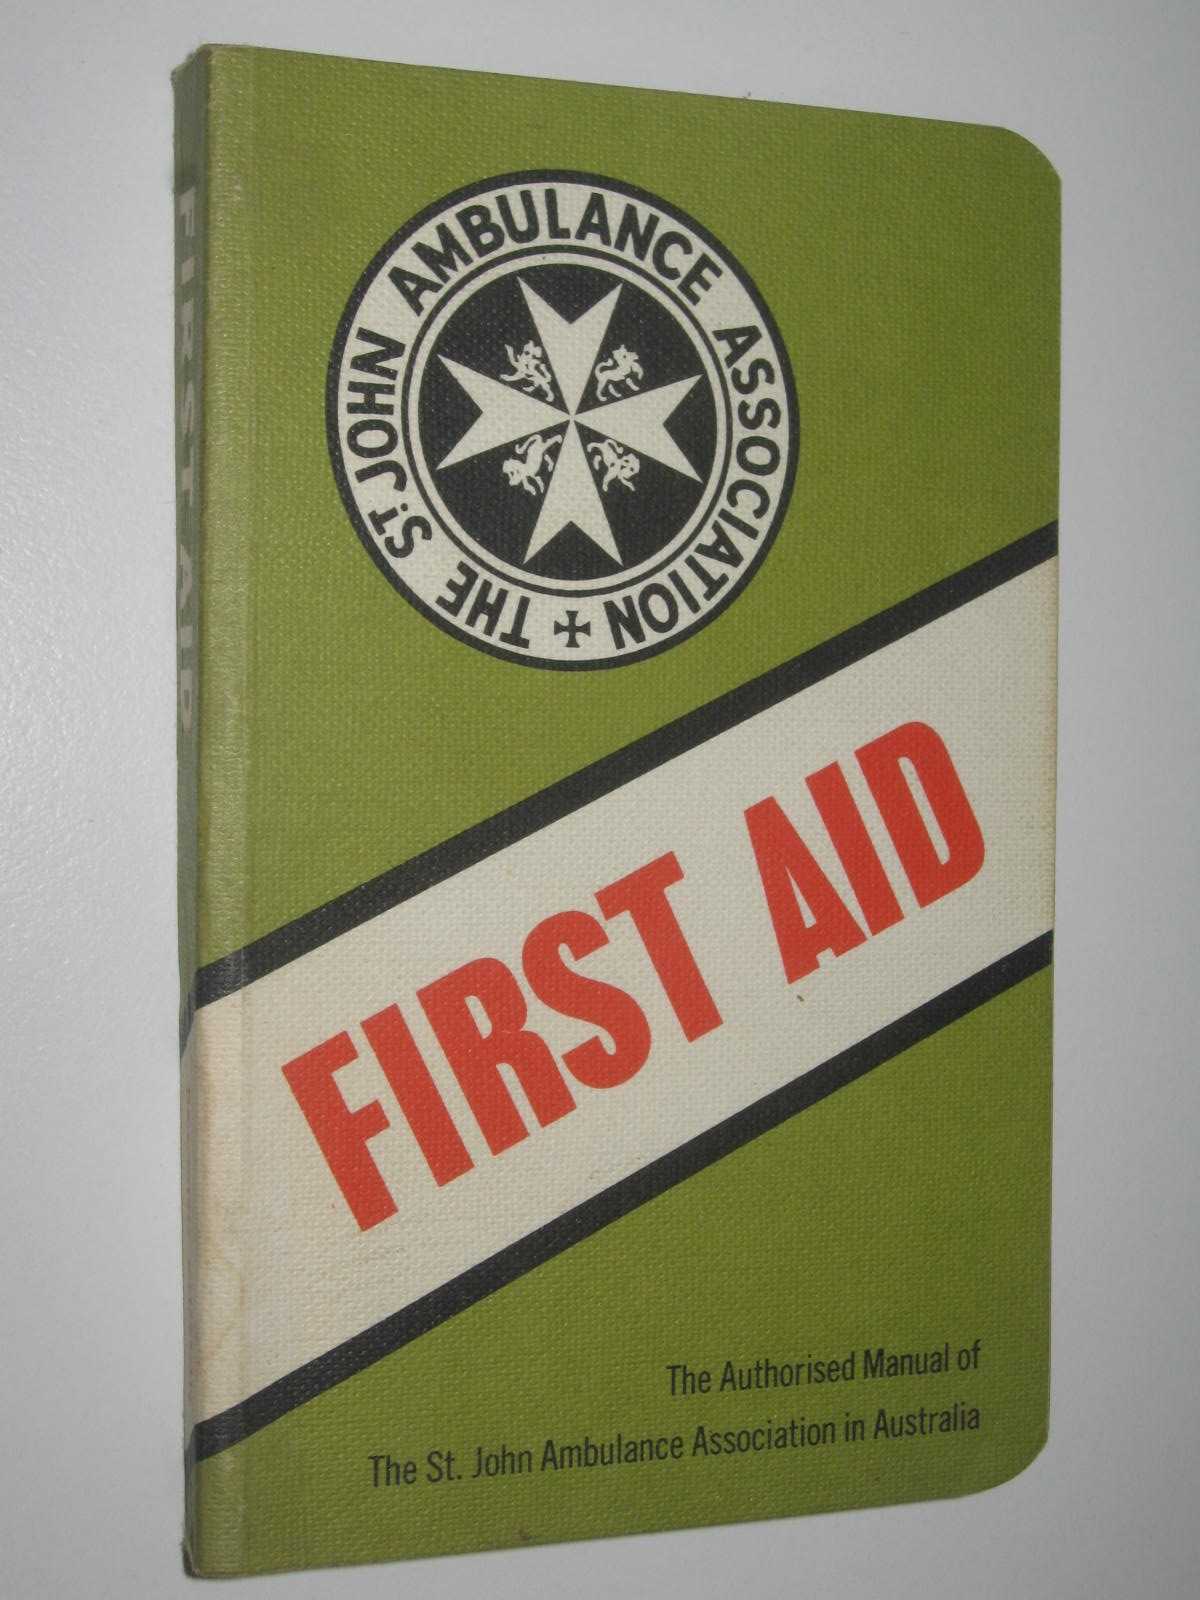 FIRST AID
THE ST. JOHN AMBULANCE ASSOCIATION
FIRST AID
The Authorised Manual of
The St. John Ambulance Association in Australia